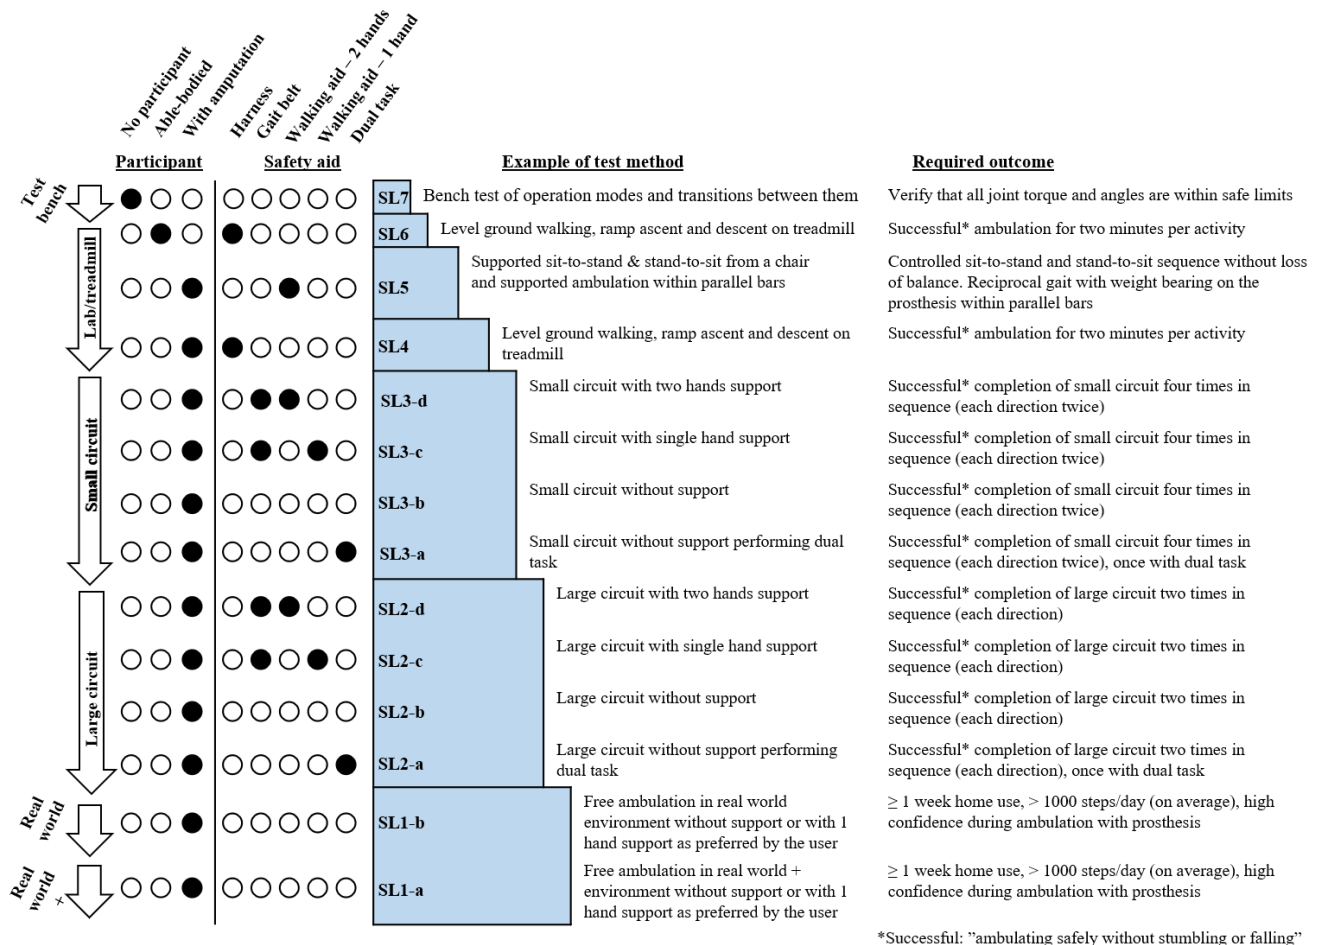 No participant
Able-bodied
With amputation
Harness
Gait belt
Walking aid – 2 hands
Walking aid – 1 hand
Dual task
Participant
Safety aid
Example of test method
Required outcome
Test
bench
SL7
Bench test of operation modes and transitions between them
Verify that all joint torque and angles are within safe limits
Lab/treadmill
SL6
Level ground walking, ramp ascent and descent on treadmill
Successful* ambulation for two minutes per activity
SL5
Supported sit-to-stand & stand-to-sit from a chair
and supported ambulation within parallel bars
Controlled sit-to-stand and stand-to-sit sequence without loss
of balance. Reciprocal gait with weight bearing on the
prosthesis within parallel bars
SL4
Level ground walking, ramp ascent and descent on
treadmill
Successful* ambulation for two minutes per activity
Small circuit
SL3-d
Small circuit with two hands support
Successful* completion of small circuit four times in
sequence (each direction twice)
SL3-c
Small circuit with single hand support
Successful* completion of small circuit four times in
sequence (each direction twice)
SL3-b
Small circuit without support
Successful* completion of small circuit four times in
sequence (each direction twice)
SL3-a
Small circuit without support performing dual
task
Successful* completion of small circuit four times in
sequence (each direction twice), once with dual task
Large circuit
SL2-d
Large circuit with two hands support
Successful* completion of large circuit two times in
sequence (each direction)
SL2-c
Large circuit with single hand support
Successful* completion of large circuit two times in
sequence (each direction)
SL2-b
Large circuit without support
Successful* completion of large circuit two times in
sequence (each direction)
SL2-a
Large circuit without support performing
dual task
Successful* completion of large circuit two times in
sequence (each direction), once with dual task
Real
world
SL1-b
Free ambulation in real world
environment without support or with 1
hand support as preferred by the user
≥ 1 week home use, > 1000 steps/day (on average), high
confidence during ambulation with prosthesis
Real
world
+
SL1-a
Free ambulation in real world +
environment without support or with 1
hand support as preferred by the user
≥ 1 week home use, > 1000 steps/day (on average), high
confidence during ambulation with prosthesis
*Successful: ”ambulating safely without stumbling or falling”